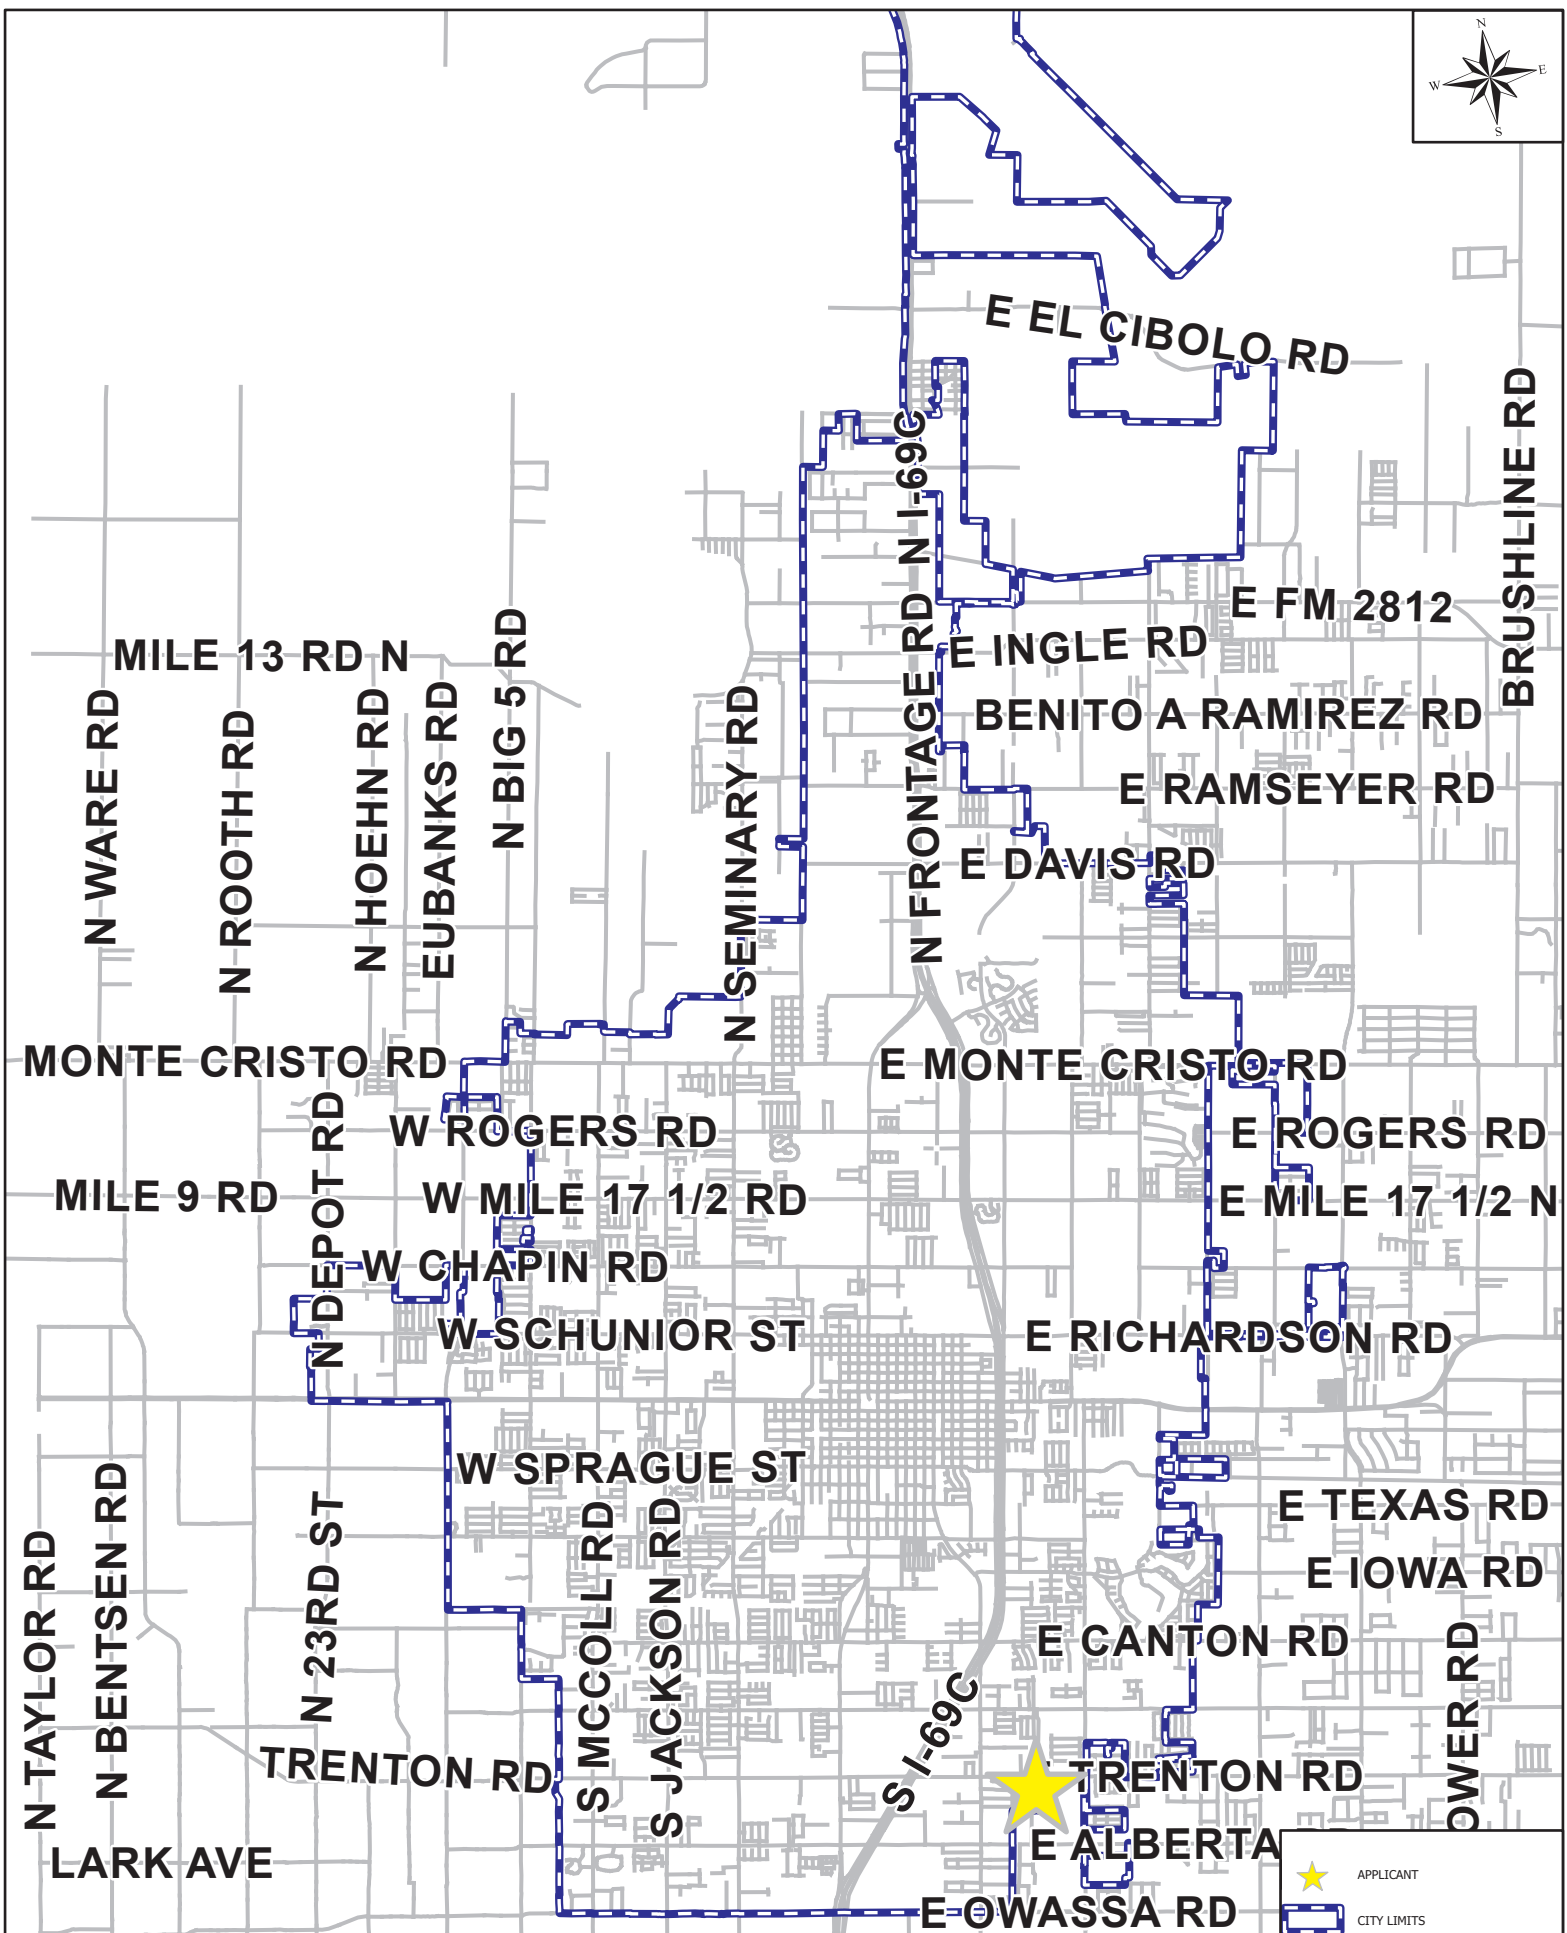 N
W
E
S
E EL CIBOLO RD
BRUSHLINE RD
N I-69C
N FRONTAGE RD
E FM 2812
E INGLE RD
MILE 13 RD N
N BIG 5 RD
BENITO A RAMIREZ RD
N WARE RD
N ROOTH RD
N HOEHN RD
EUBANKS RD
N SEMINARY RD
E RAMSEYER RD
E DAVIS RD
MONTE CRISTO RD
E MONTE CRISTO RD
N DEPOT RD
W ROGERS RD
E ROGERS RD
MILE 9 RD
W MILE 17 1/2 RD
E MILE 17 1/2 N
W CHAPIN RD
W SCHUNIOR ST
E RICHARDSON RD
W SPRAGUE ST
E TEXAS RD
N TAYLOR RD
N BENTSEN RD
N 23RD ST
S MCCOLL RD
S JACKSON RD
E IOWA RD
E CANTON RD
OWER RD
S I-69C
TRENTON RD
TRENTON RD
E ALBERTA
LARK AVE
E OWASSA RD
APPLICANT
CITY LIMITS